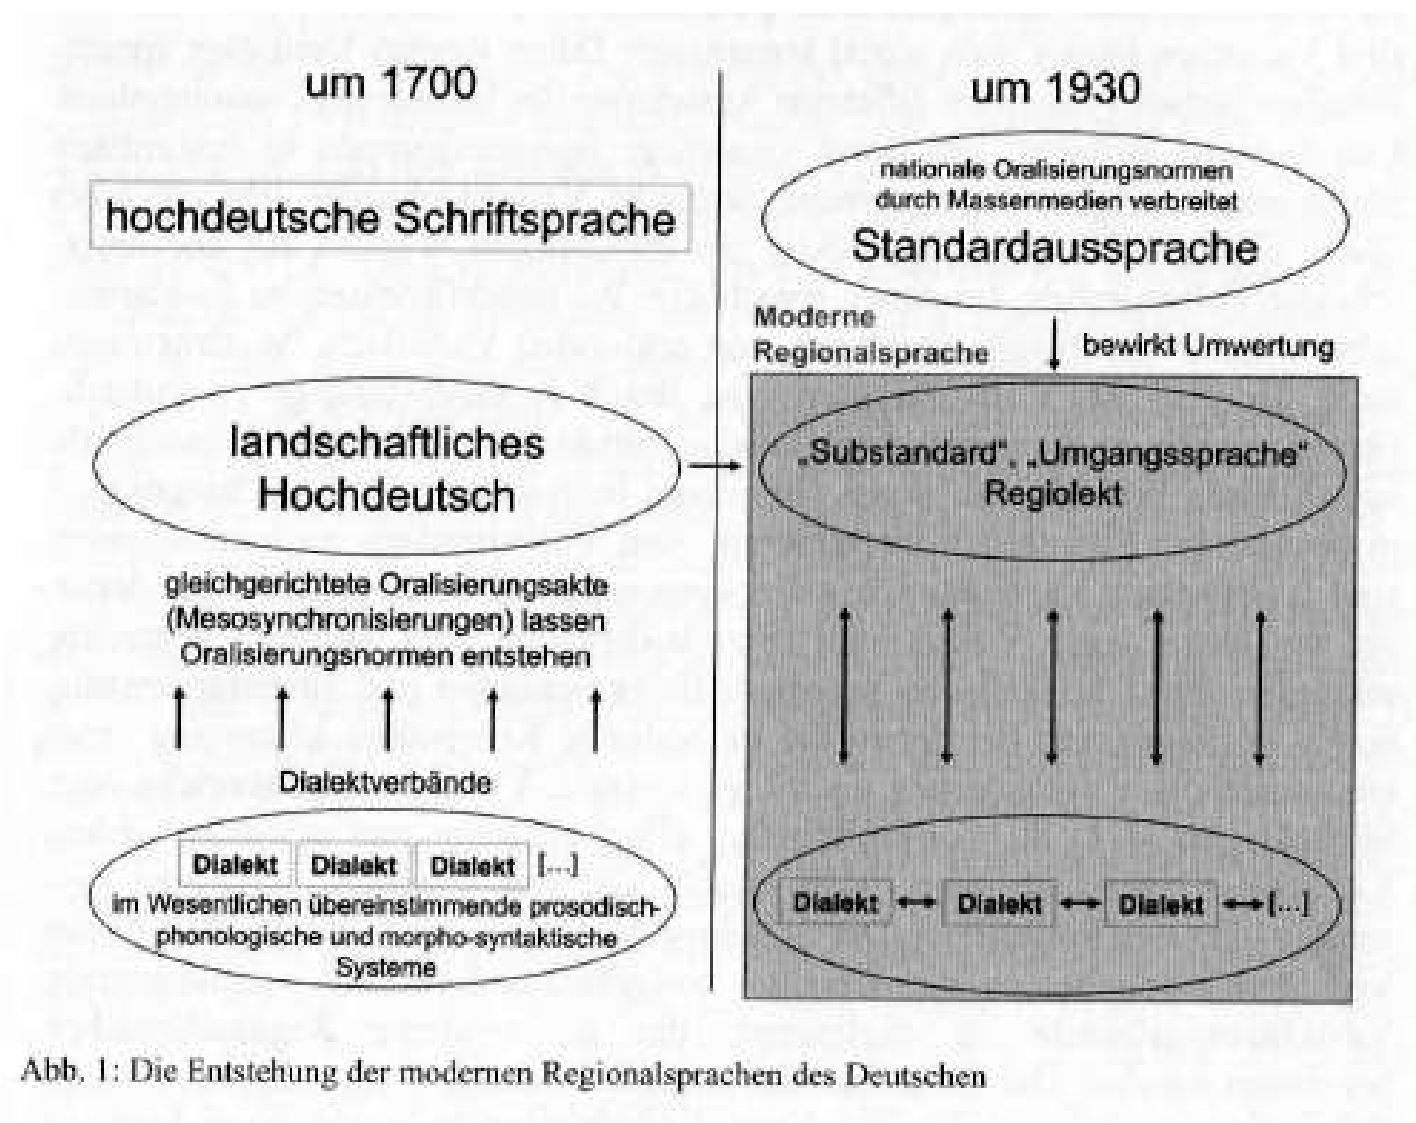 um 1700
hochdeutsche Schriftsprache
landschaftliches
Hochdeutsch
gleichgerichtete Oralisierungsakte
(Mesosynchronisierungen) lassen
Oralisierungsnormen entstehen
Dialektverbände
Dialekt Dialekt Dialekt [...]
im Wesentlichen übereinstimmende prosodisch-
phonologische und morpho-syntaktische
Systeme
um 1930
nationale Oralisierungsnormen
durch Massenmedien verbreitet
Standardaussprache
bewirkt Umwertung
Moderne
Regionalsprache
„Substandard“, „Umgangssprache“
Regiolekt
Dialekt Dialekt Dialekt [...]
Abb. 1: Die Entstehung der modernen Regionalsprachen des Deutschen